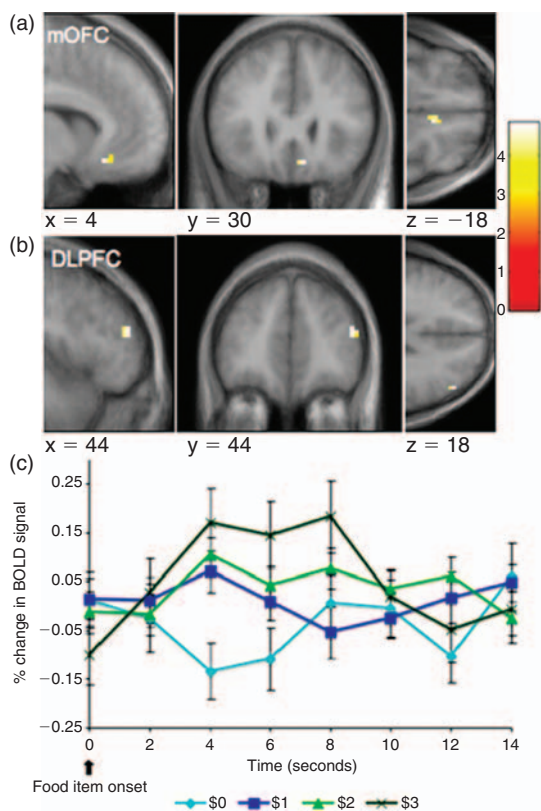 (a)
mOFC
x = 4 y = 30 z = −18
4
3
2
1
0
(b)
DLPFC
x = 44 y = 44 z = 18
(c)
% change in BOLD signal
0.25
0.15
0.05
−0.05
−0.15
−0.25
0 2 4 6 8 10 12 14
Time (seconds)
Food item onset
$0 $1 $2 $3